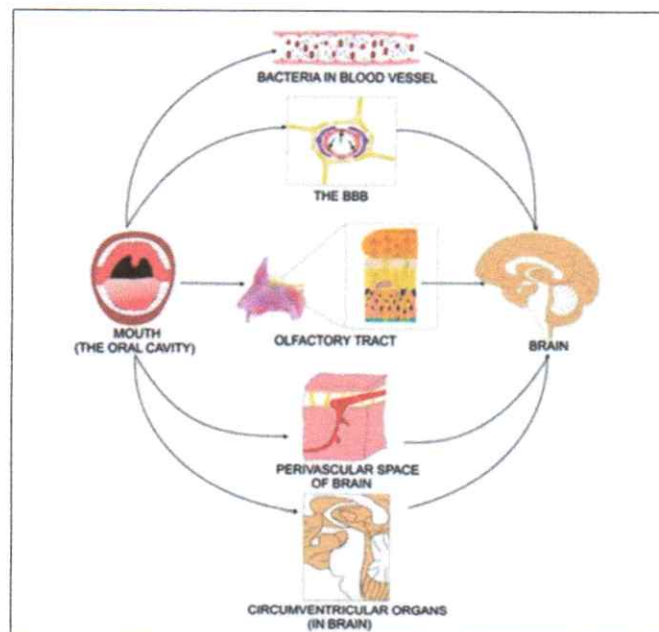 BACTERIA IN BLOOD VESSEL
THE BBB
MOUTH
(THE ORAL CAVITY)
OLFACTORY TRACT
BRAIN
PERIVASCULAR SPACE
OF BRAIN
CIRCUMVENTRICULAR ORGANS
(IN BRAIN)